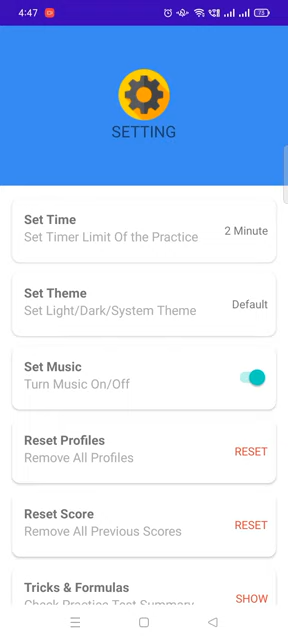 4:47
75
SETTING
Set Time
Set Timer Limit Of the Practice
2 Minute
Set Theme
Set Light/Dark/System Theme
Default
Set Music
Turn Music On/Off
Reset Profiles
Remove All Profiles
RESET
Reset Score
Remove All Previous Scores
RESET
Tricks & Formulas
Check Practice Test Summary
SHOW